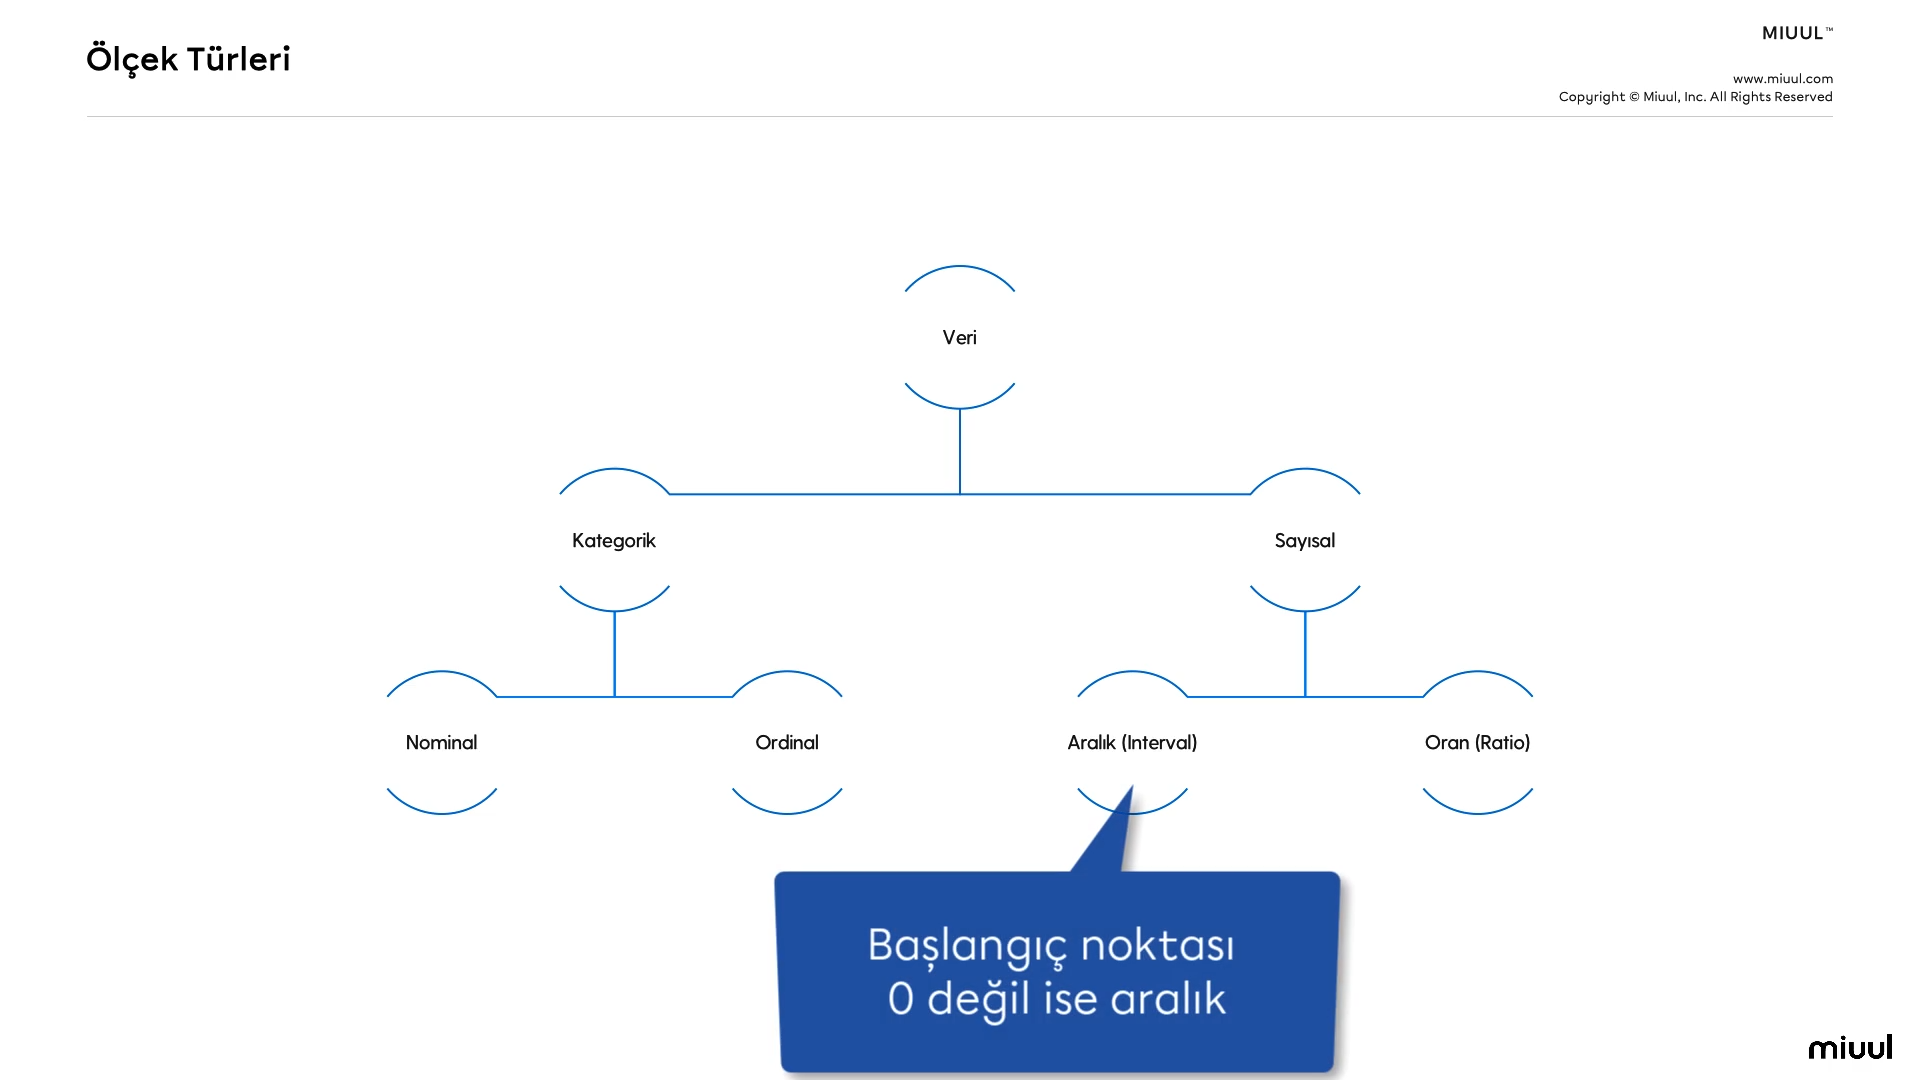 Ölçek Türleri
MIUUL™
www.miuul.com
Copyright © Miuul, Inc. All Rights Reserved
Veri
Kategorik
Sayısal
Nominal
Ordinal
Aralık (Interval)
Oran (Ratio)
Başlangıç noktası
0 değil ise aralık
miuul